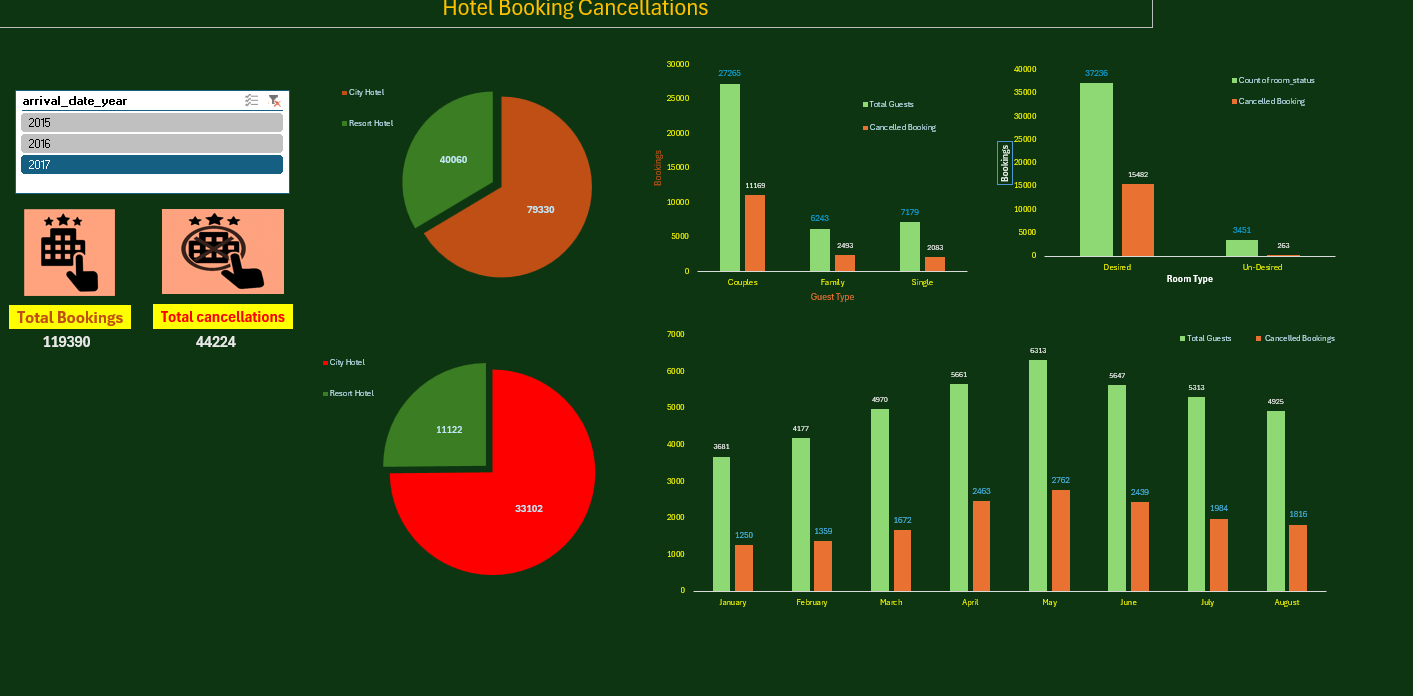 Hotel Booking Cancellations
arrival_date_year
2015
2016
2017
Total Bookings
119390
Total cancellations
44224
City Hotel
Resort Hotel
40060
79330
City Hotel
Resort Hotel
11122
33102
30000
25000
20000
15000
10000
5000
0
Bookings
27265
11169
6243
2493
7179
2083
Total Guests
Cancelled Booking
Couples
Family
Single
Guest Type
40000
35000
30000
25000
20000
15000
10000
5000
0
Bookings
37236
15482
3451
263
Count of room_status
Cancelled Booking
Desired
Un-Desired
Room Type
7000
6000
5000
4000
3000
2000
1000
0
Total Guests
Cancelled Bookings
3681
1250
4177
1359
4970
1672
5661
2463
6313
2762
5647
2439
5313
1984
4925
1816
January
February
March
April
May
June
July
August